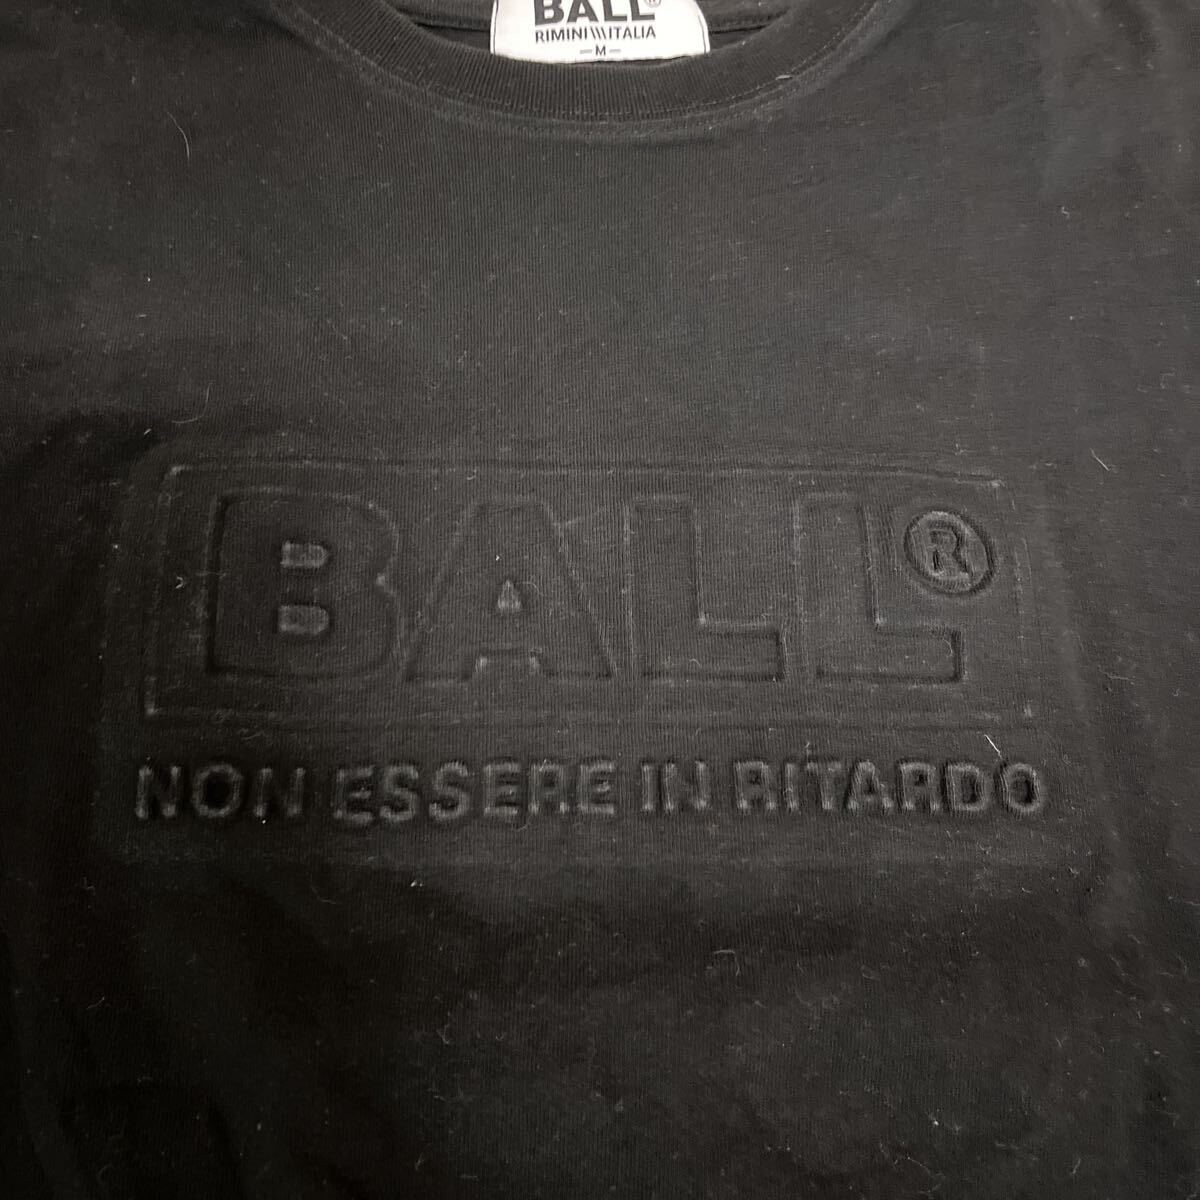 BALL®
RIMINI\\\ITALIA
—M—
BALL®
NON ESSERE IN RITARDO